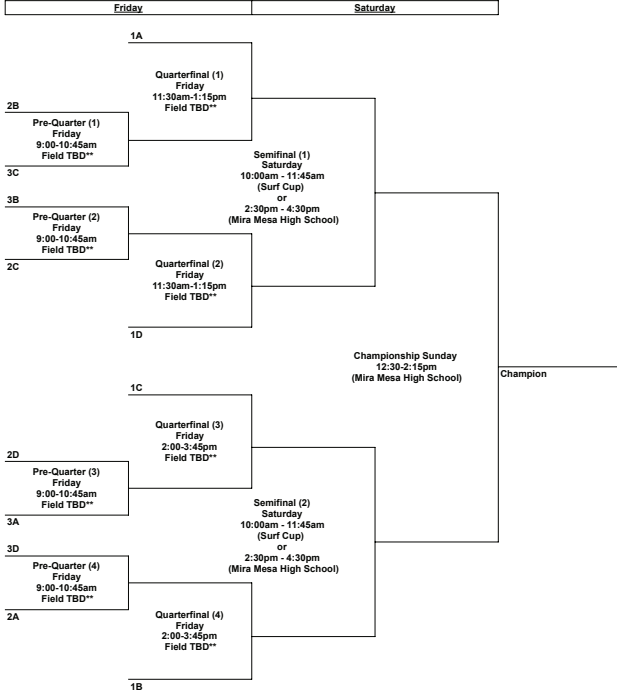 Friday
Saturday
1A
Quarterfinal (1)
Friday
11:30am-1:15pm
Field TBD**
2B
Pre-Quarter (1)
Friday
9:00-10:45am
Field TBD**
3C
Semifinal (1)
Saturday
10:00am - 11:45am
(Surf Cup)
or
2:30pm - 4:30pm
(Mira Mesa High School)
3B
Pre-Quarter (2)
Friday
9:00-10:45am
Field TBD**
2C
Quarterfinal (2)
Friday
11:30am-1:15pm
Field TBD**
1D
Championship Sunday
12:30-2:15pm
(Mira Mesa High School)
Champion
1C
Quarterfinal (3)
Friday
2:00-3:45pm
Field TBD**
2D
Pre-Quarter (3)
Friday
9:00-10:45am
Field TBD**
3A
Semifinal (2)
Saturday
10:00am - 11:45am
(Surf Cup)
or
2:30pm - 4:30pm
(Mira Mesa High School)
3D
Pre-Quarter (4)
Friday
9:00-10:45am
Field TBD**
2A
Quarterfinal (4)
Friday
2:00-3:45pm
Field TBD**
1B